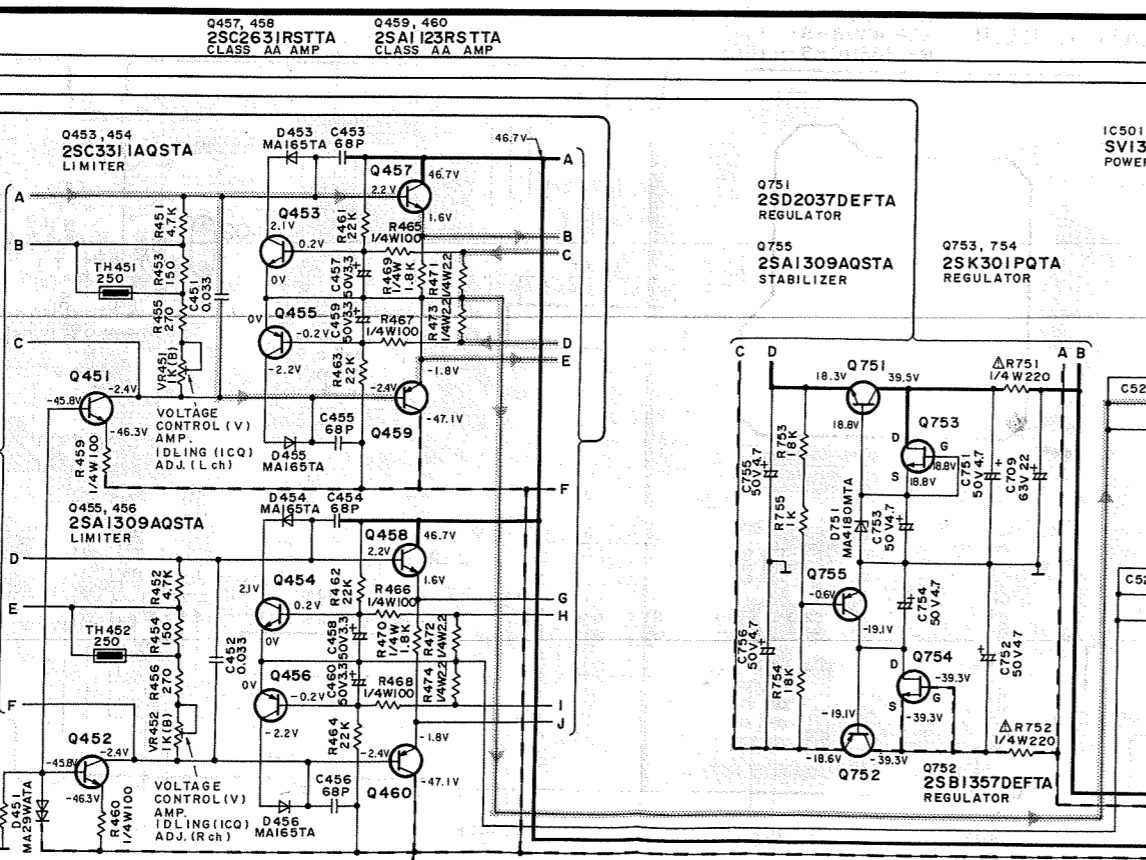 Q457, 458
2SC2631RSTTA
CLASS AA AMP
Q459, 460
2SA1123RSTTA
CLASS AA AMP
Q453, 454
2SC3311AQSTA
LIMITER
D453
MA165TA
C453
68P
46.7V
A
Q457
46.7V
2.2V
1.6V
A
R451
4.7K
Q453
2.1V
0.2V
0V
R461
22K
R465
1/4W100
B
C
B
R453
150
TH451
250
C451
0.033
C457
50V3.3
R469
1/4W
1.8K
R471
1/4W2.2
R455
270
0V
Q455
-0.2V
-2.2V
C459
50V3.3
R467
1/4W100
R473
1/4W2.2
D
E
C
VR451
1K(B)
R463
22K
-1.8V
-2.4V
Q451
-2.4V
-45.8V
-46.3V
R459
1/4W100
VOLTAGE
CONTROL(V)
AMP.
IDLING(ICQ)
ADJ.(Lch)
C455
68P
D455
MA165TA
Q459
-47.1V
F
Q455, 456
2SA1309AQSTA
LIMITER
D454
MA165TA
C454
68P
Q458
46.7V
2.2V
1.6V
D
R452
4.7K
Q454
2.1V
0.2V
0V
R462
22K
R466
1/4W100
G
H
E
R454
150
TH452
250
C452
0.033
C458
50V3.3
R470
1/4W
1.8K
R472
1/4W2.2
R456
270
0V
Q456
-0.2V
-2.2V
C460
50V3.3
R468
1/4W100
R474
1/4W2.2
I
J
F
VR452
1K(B)
R464
22K
-1.8V
-2.4V
Q452
-2.4V
-45.8V
-46.3V
R460
1/4W100
D451
MA29WATA
VOLTAGE
CONTROL(V)
AMP.
IDLING(ICQ)
ADJ.(Rch)
C456
68P
D456
MA165TA
Q460
-47.1V
Q751
2SD2037DEFTA
REGULATOR
Q755
2SA1309AQSTA
STABILIZER
Q753, 754
2SK301PQTA
REGULATOR
IC501
SV13
POWER
C D
Q751
18.3V
39.5V
18.8V
⚠R751
1/4W220
A B
C52
R753
18K
Q753
D
G
S
18.8V
18.8V
C755
50V4.7
R755
1K
D751
MA4180MTA
C753
50V4.7
C751
50V4.7
C709
63V22
Q755
-0.6V
-19.1V
C754
50V4.7
C52
C756
50V4.7
R754
18K
D
Q754
-39.3V
S
G
-39.3V
C752
50V47
-19.1V
-18.6V
-39.3V
Q752
⚠R752
1/4W220
Q752
2SB1357DEFTA
REGULATOR